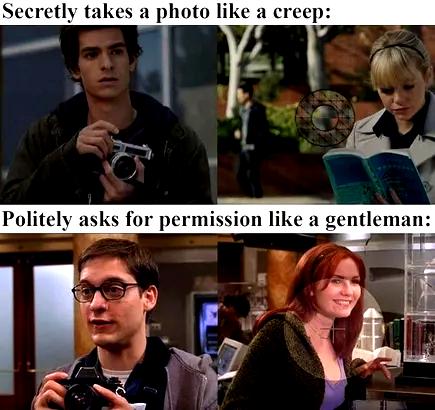 Secretly takes a photo like a creep:
Politely asks for permission like a gentleman: